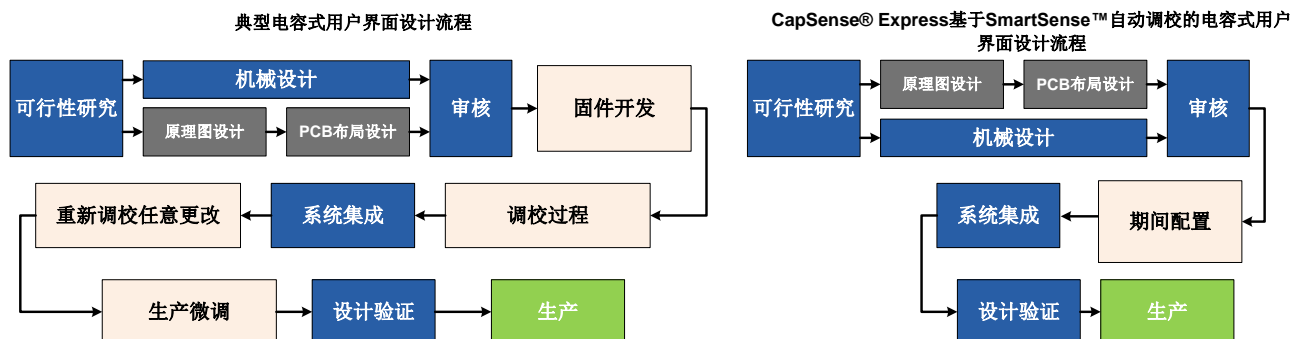 典型电容式用户界面设计流程
可行性研究
机械设计
原理图设计
PCB布局设计
审核
固件开发
重新调校任意更改
系统集成
调校过程
生产微调
设计验证
生产
CapSense® Express基于SmartSense™自动调校的电容式用户
界面设计流程
可行性研究
原理图设计
PCB布局设计
机械设计
审核
系统集成
期间配置
设计验证
生产